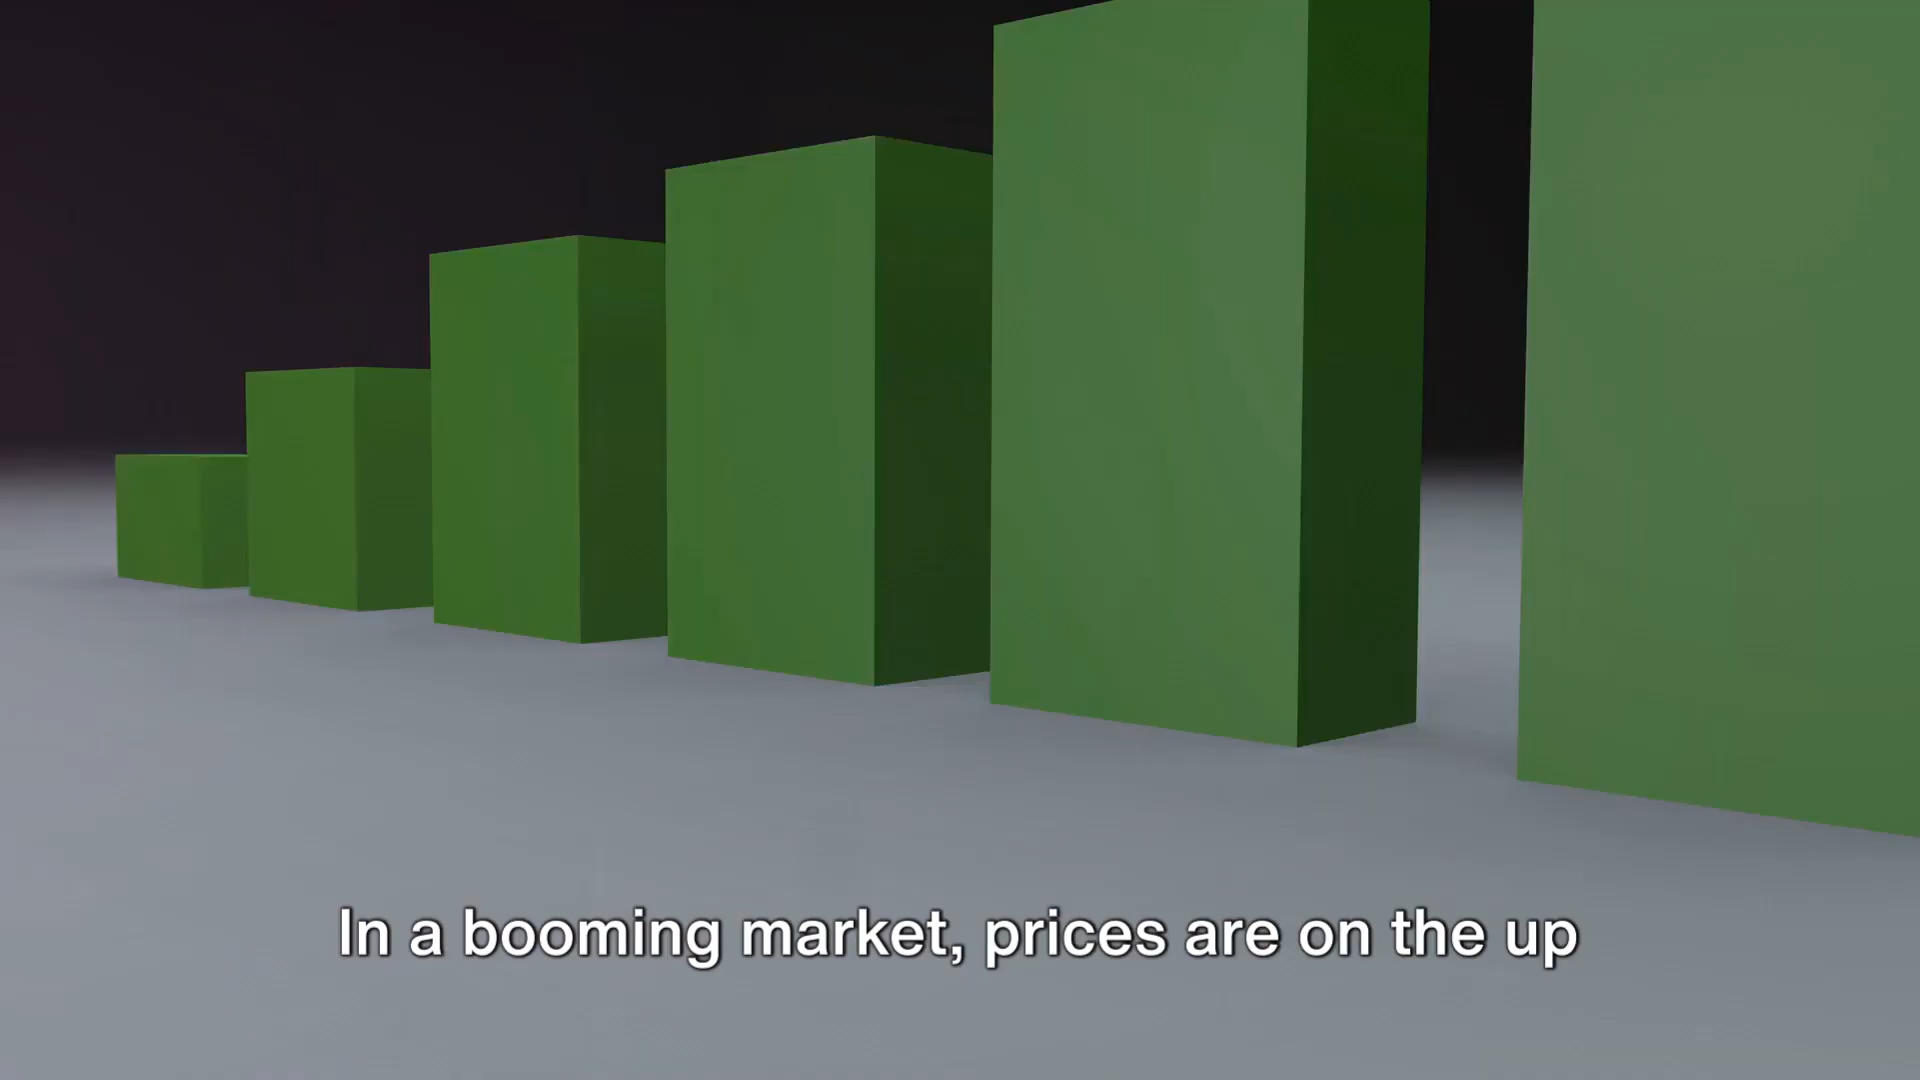 In a booming market, prices are on the up